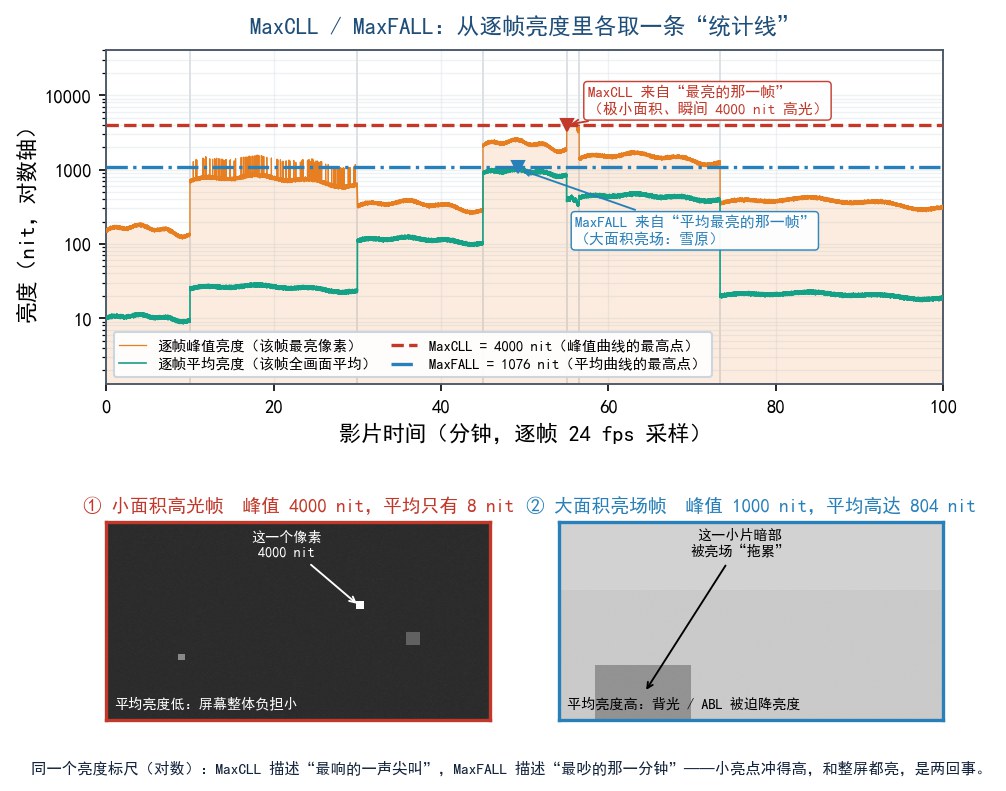 MaxCLL / MaxFALL：从逐帧亮度里各取一条“统计线”
亮度（nit, 对数轴）
10000
1000
100
10
MaxCLL 来自“最亮的那一帧”
（极小面积、瞬间 4000 nit 高光）
MaxFALL 来自“平均最亮的那一帧”
（大面积亮场：雪原）
逐帧峰值亮度（该帧最亮像素）
逐帧平均亮度（该帧全画面平均）
MaxCLL = 4000 nit（峰值曲线的最高点）
MaxFALL = 1076 nit（平均曲线的最高点）
0 20 40 60 80 100
影片时间（分钟，逐帧 24 fps 采样）
① 小面积高光帧 峰值 4000 nit，平均只有 8 nit
这一个像素
4000 nit
平均亮度低：屏幕整体负担小
② 大面积亮场帧 峰值 1000 nit，平均高达 804 nit
这一小片暗部
被亮场“拖累”
平均亮度高：背光 / ABL 被迫降亮度
同一个亮度标尺（对数）：MaxCLL 描述“最响的一声尖叫”，MaxFALL 描述“最吵的那一分钟”——小亮点冲得高，和整屏都亮，是两回事。